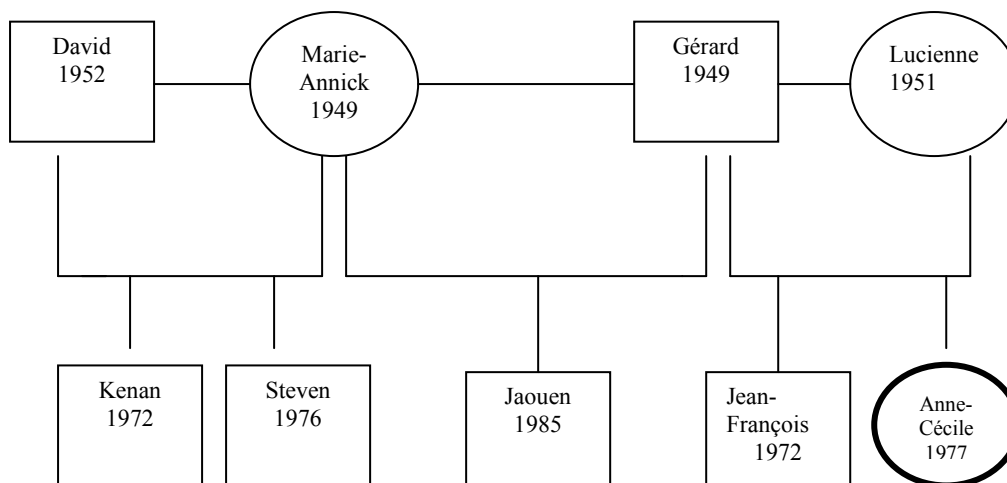 David
1952
Marie-
Annick
1949
Gérard
1949
Lucienne
1951
Kenan
1972
Steven
1976
Jaouen
1985
Jean-
François
1972
Anne-
Cécile
1977